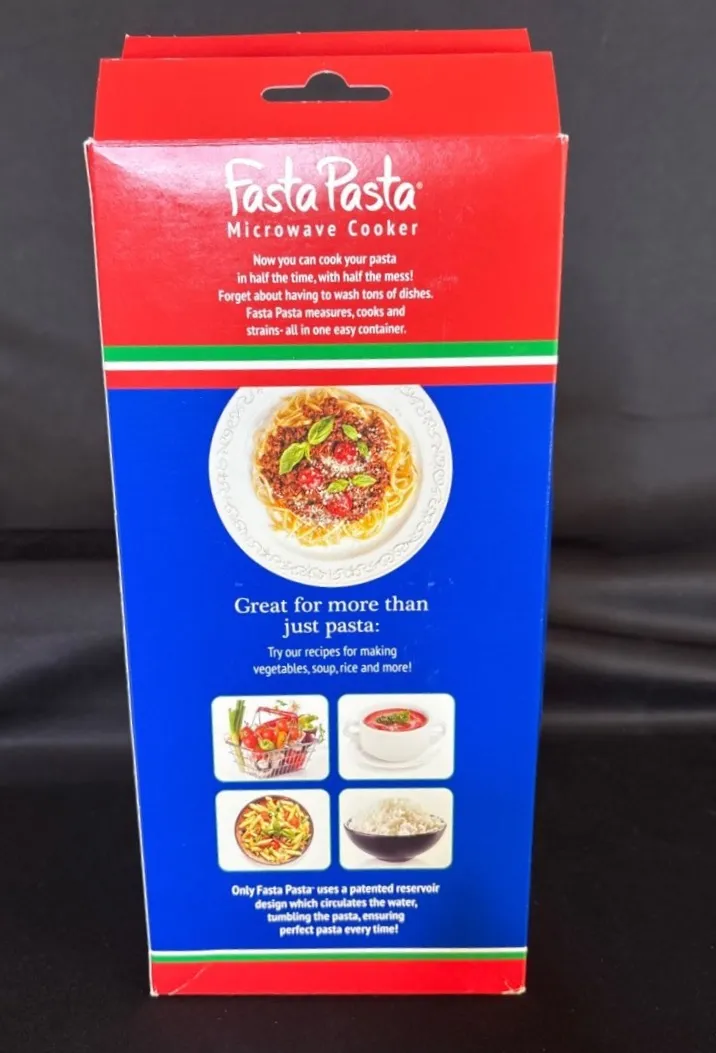 Fasta Pasta®
Microwave Cooker
Now you can cook your pasta
in half the time, with half the mess!
Forget about having to wash tons of dishes.
Fasta Pasta measures, cooks and
strains- all in one easy container.
Great for more than
just pasta:
Try our recipes for making
vegetables, soup, rice and more!
Only Fasta Pasta® uses a patented reservoir
design which circulates the water,
tumbling the pasta, ensuring
perfect pasta every time!